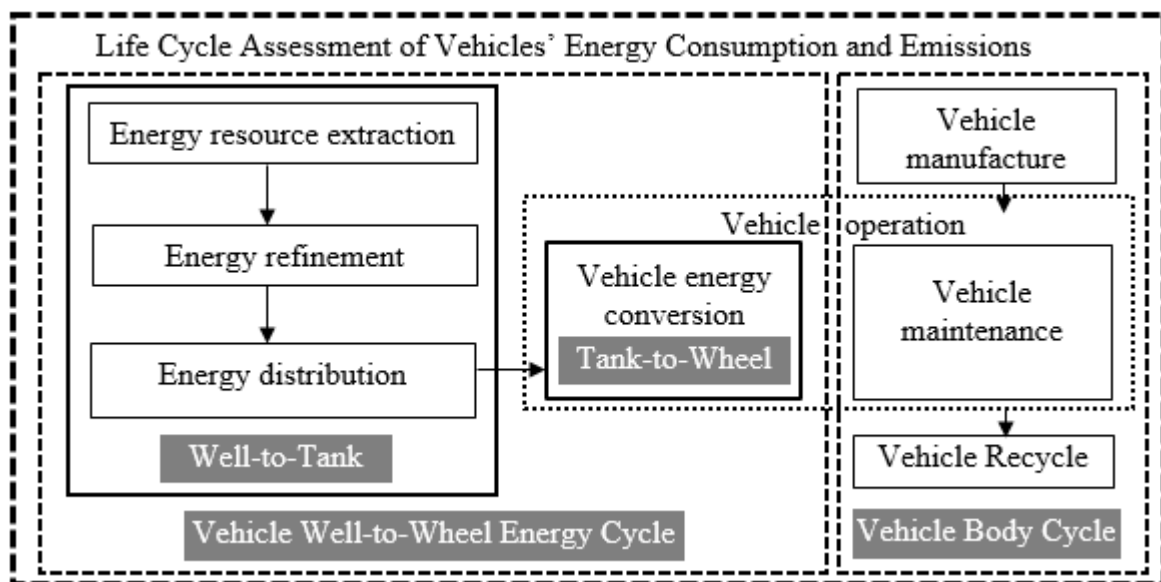 Life Cycle Assessment of Vehicles' Energy Consumption and Emissions
Energy resource extraction
Energy refinement
Energy distribution
Well-to-Tank
Vehicle operation
Vehicle energy
conversion
Tank-to-Wheel
Vehicle Well-to-Wheel Energy Cycle
Vehicle
manufacture
Vehicle
maintenance
Vehicle Recycle
Vehicle Body Cycle